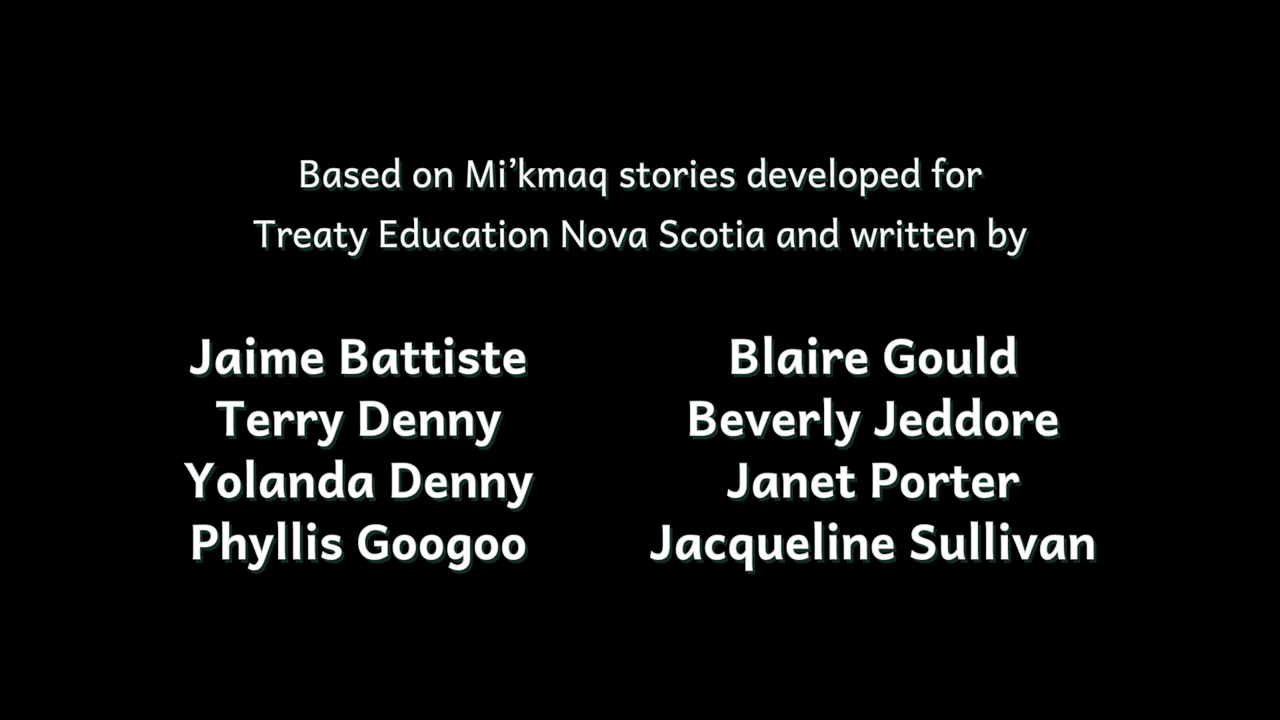 Based on Mi’kmaq stories developed for
Treaty Education Nova Scotia and written by
Jaime Battiste
Terry Denny
Yolanda Denny
Phyllis Googoo
Blaire Gould
Beverly Jeddore
Janet Porter
Jacqueline Sullivan